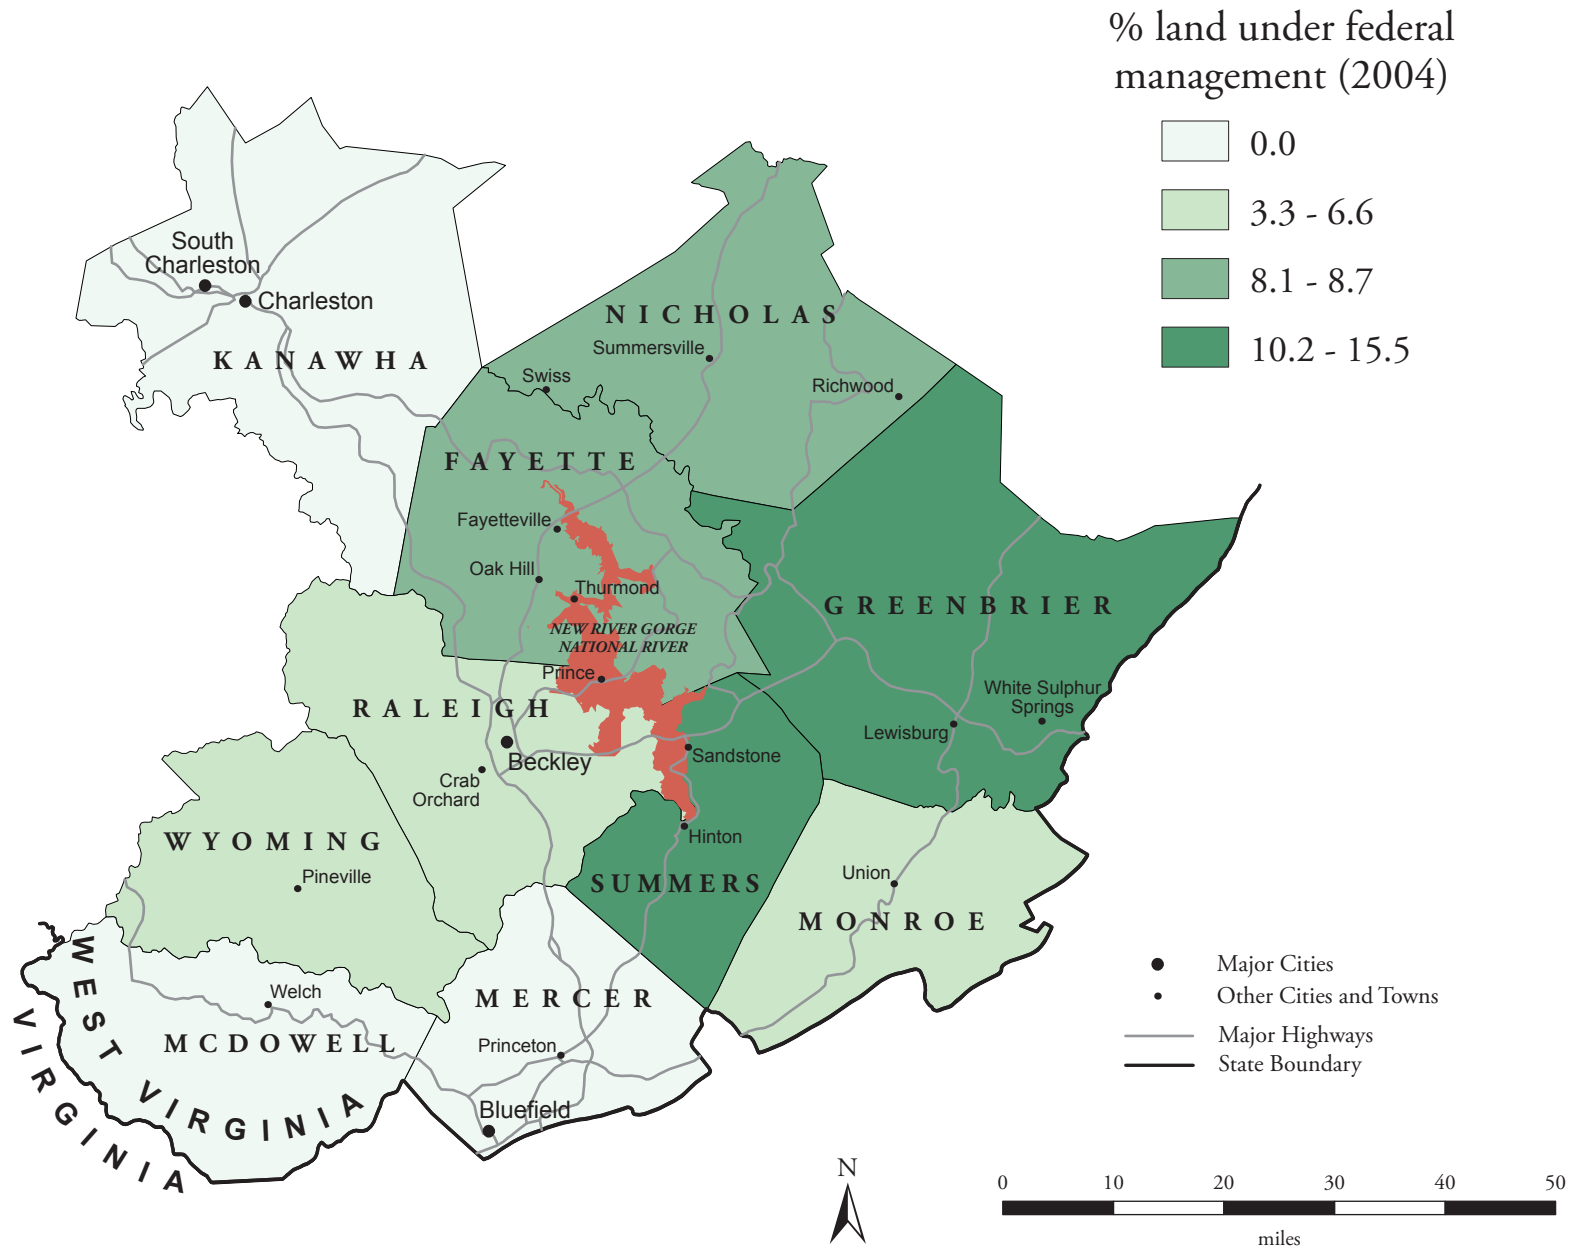 % land under federal
management (2004)
0.0
3.3 - 6.6
8.1 - 8.7
10.2 - 15.5
South
Charleston
Charleston
KANAWHA
NICHOLAS
Summersville
Swiss
Richwood
FAYETTE
Fayetteville
Oak Hill
Thurmond
NEW RIVER GORGE
NATIONAL RIVER
Prince
GREENBRIER
White Sulphur
Springs
Lewisburg
RALEIGH
Beckley
Crab
Orchard
Sandstone
Hinton
SUMMERS
WYOMING
Pineville
Union
MONROE
MERCER
Princeton
Bluefield
Welch
MCDOWELL
WEST VIRGINIA
VIRGINIA
Major Cities
Other Cities and Towns
Major Highways
State Boundary
N
0 10 20 30 40 50
miles